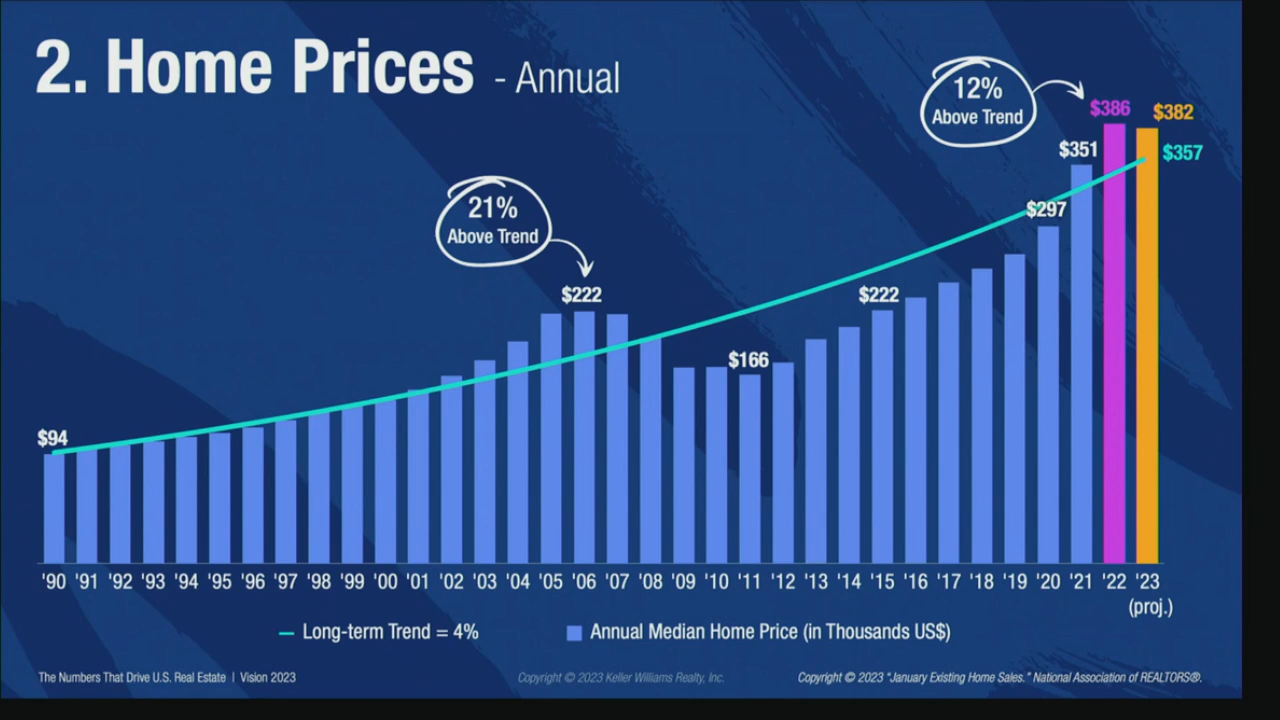 2. Home Prices - Annual
12%
Above Trend
$386
$382
$351
$357
21%
Above Trend
$297
$222
$222
$166
$94
'90 '91 '92 '93 '94 '95 '96 '97 '98 '99 '00 '01 '02 '03 '04 '05 '06 '07 '08 '09 '10 '11 '12 '13 '14 '15 '16 '17 '18 '19 '20 '21 '22 '23
(proj.)
Long-term Trend = 4%
Annual Median Home Price (in Thousands US$)
The Numbers That Drive U.S. Real Estate | Vision 2023
Copyright © 2023 Keller Williams Realty, Inc.
Copyright © 2023 “January Existing Home Sales.” National Association of REALTORS®.